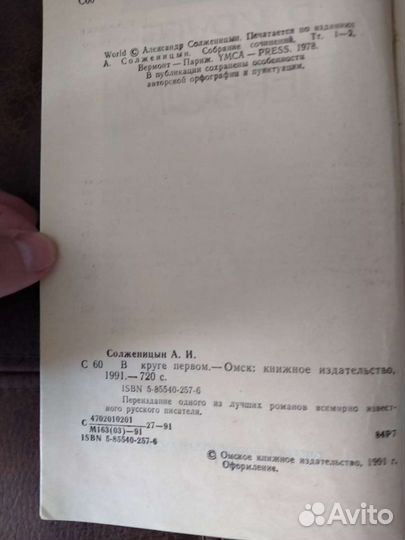 С60
World © Александр Солженицын. Печатается по изданию
А. Солженицын. Собрание сочинений. Тт. 1—2,
Вермонт — Париж. YMCA — PRESS. 1978.
В публикации сохранены особенности
авторской орфографии и пунктуации.
Солженицын А. И.
С 60 В круге первом.— Омск: книжное издательство,
1991.—720 с.
ISBN 5-85540-257-6
Переиздание одного из лучших романов всемирно извест-
ного русского писателя.
С 4702010201
М163(03)—91 —27—91
84Р7
ISBN 5-85540-257-6
© Омское книжное издательство, 1991 г.
Оформление.
Avito